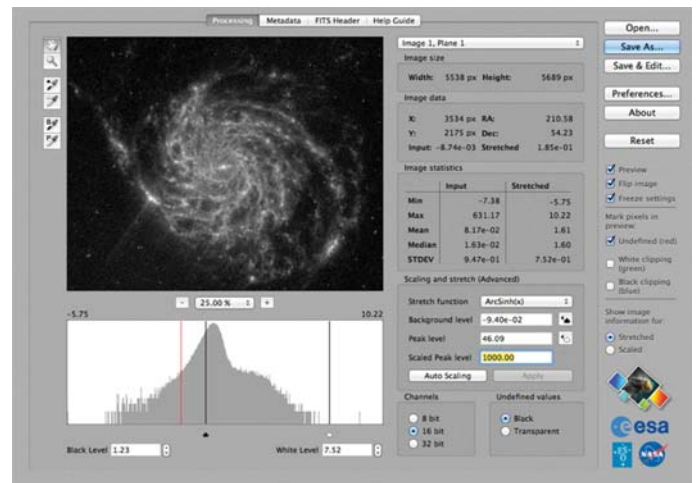 Processing Metadata FITS Header Help Guide
Image 1, Plane 1
Image size
Width: 5538 px Height: 5689 px
Image data
X: 3534 px RA: 210.58
Y: 2175 px Dec: 54.23
Input: -8.74e-03 Stretched 1.85e-01
Image statistics
Input Stretched
Min -7.38 -5.75
Max 631.17 10.22
Mean 8.17e-02 1.61
Median 1.63e-02 1.60
STDEV 9.47e-01 7.52e-01
- 25.00 % +
-5.75 10.22
Black Level 1.23 White Level 7.52
Scaling and stretch (Advanced)
Stretch function ArcSinh(x)
Background level -9.40e-02
Peak level 46.09
Scaled Peak level 1000.00
Auto Scaling Apply
Channels
8 bit
16 bit
32 bit
Undefined values
Black
Transparent
Open...
Save As...
Save & Edit...
Preferences...
About
Reset
Preview
Flip image
Freeze settings
Mark pixels in
preview:
Undefined (red)
White clipping
(green)
Black clipping
(blue)
Show image
information for:
Stretched
Scaled
esa
ES
O
NASA